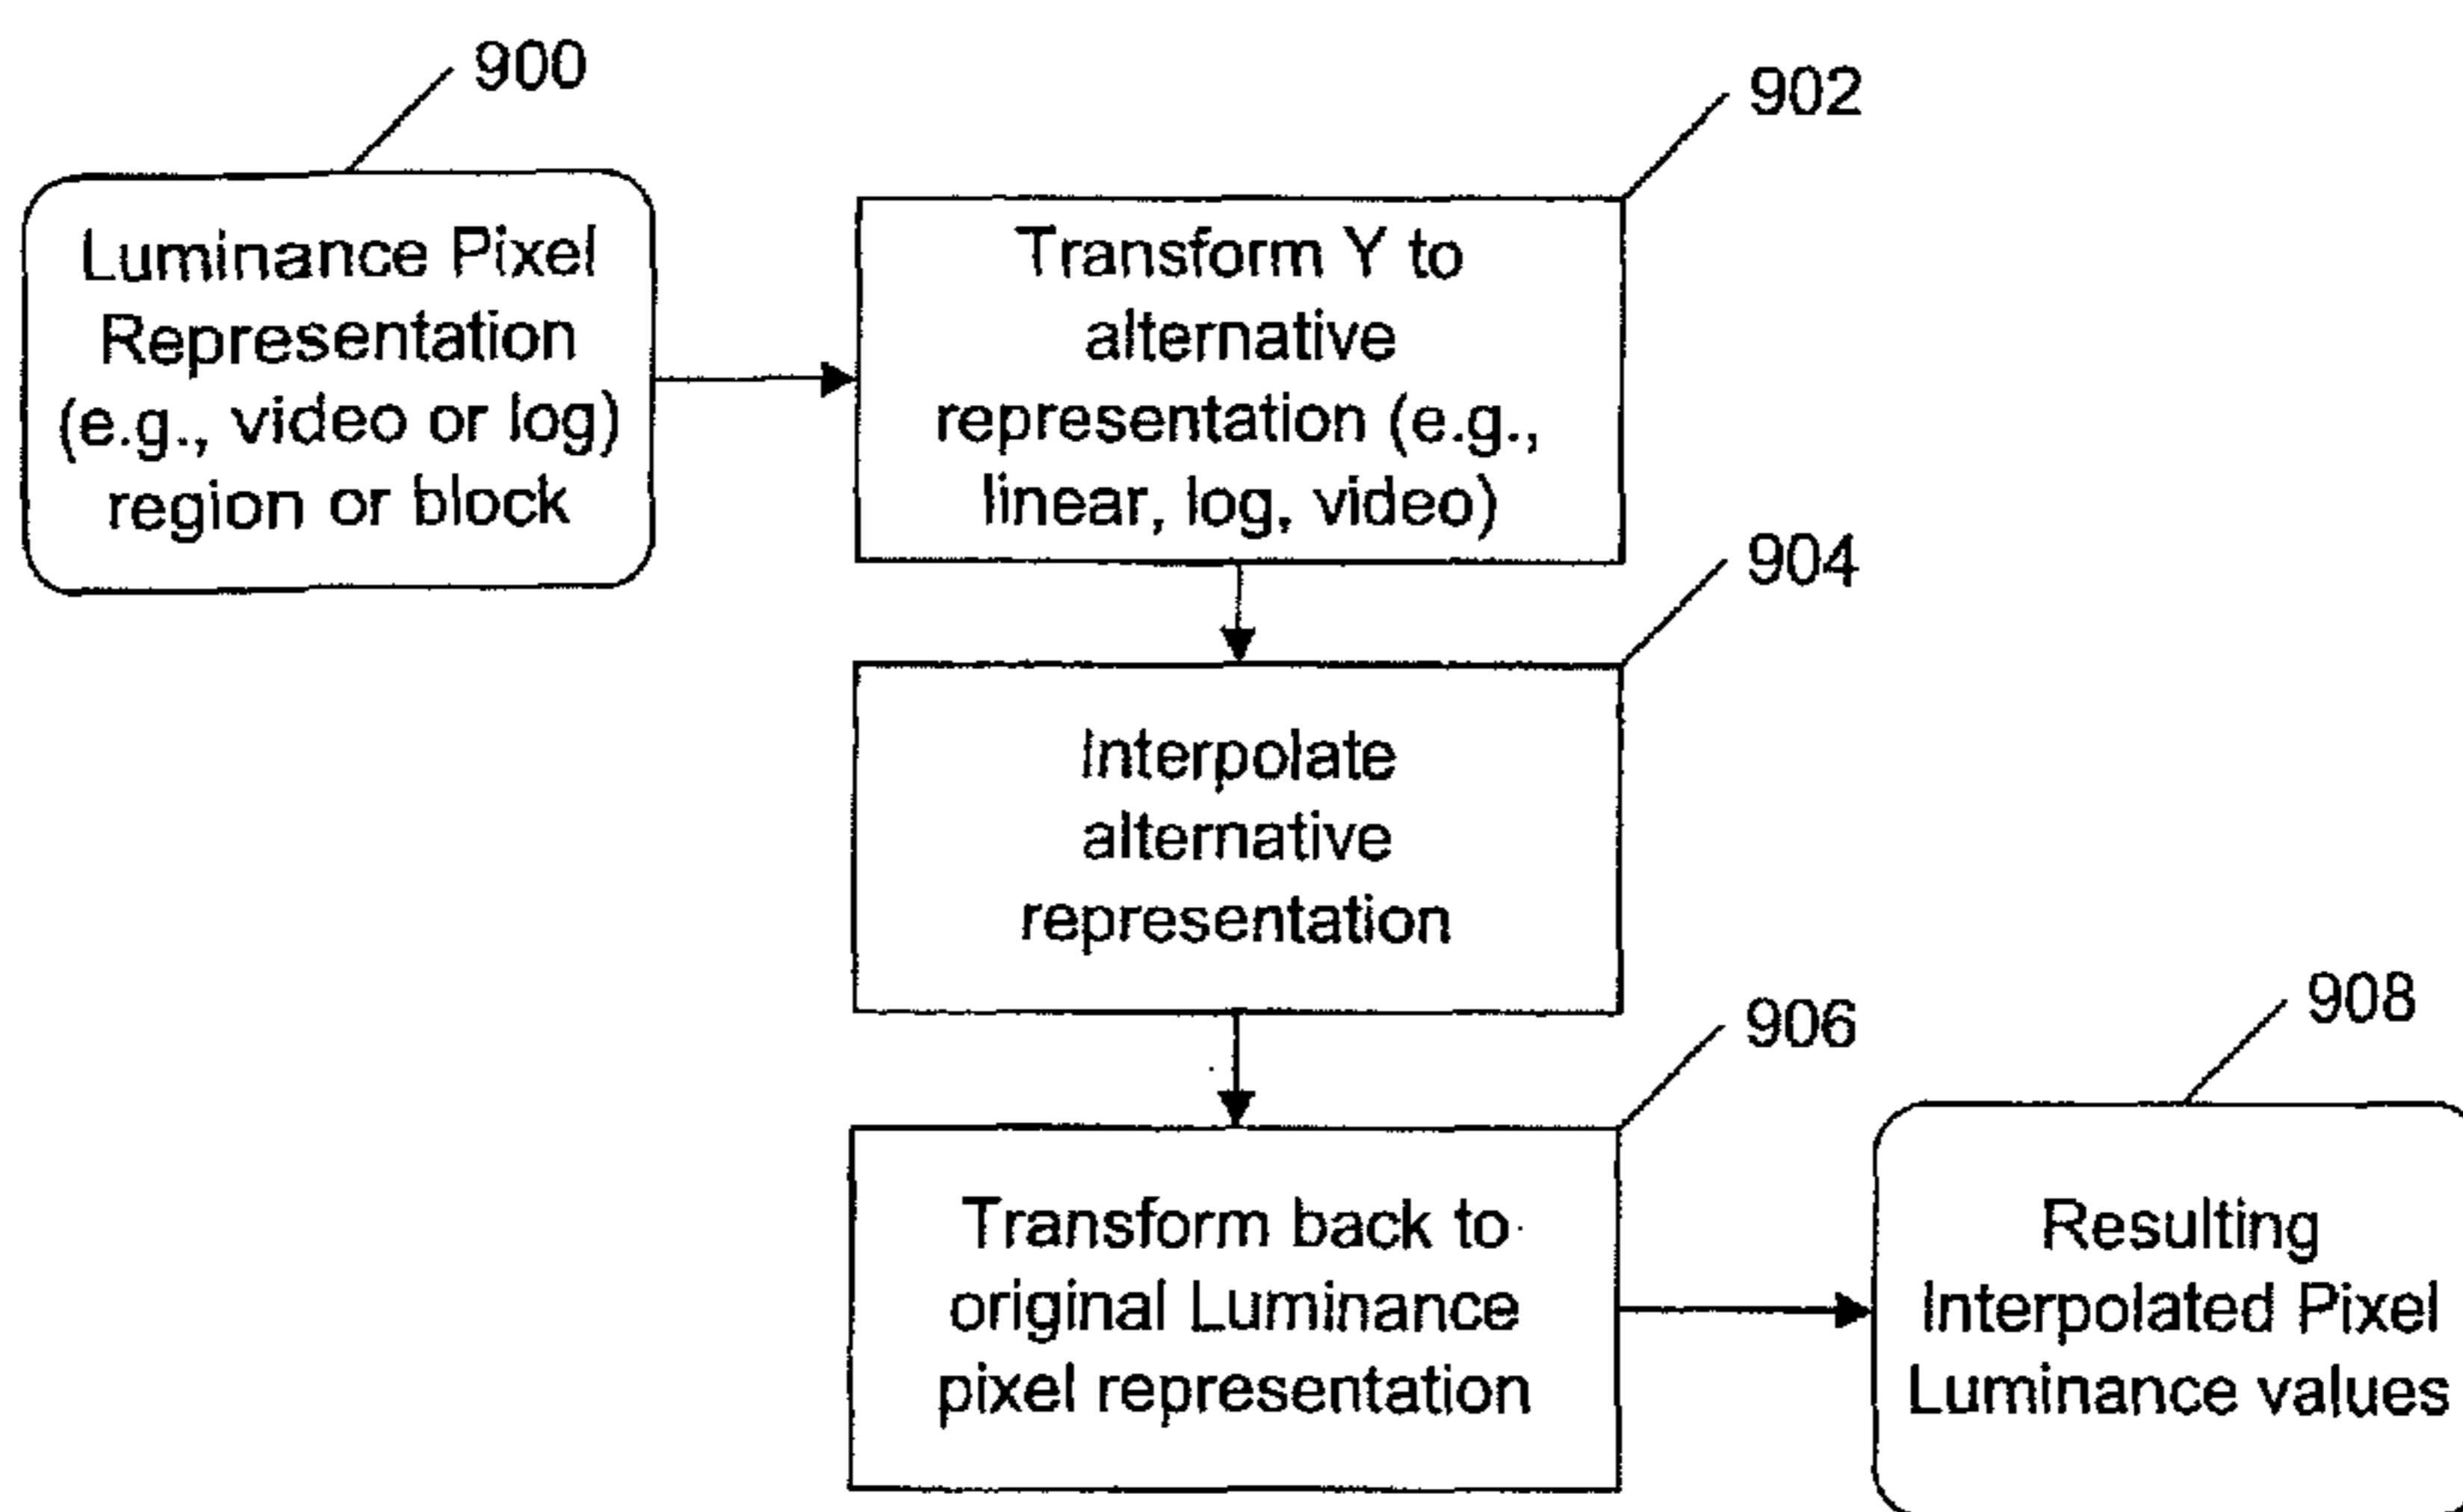 900
Luminance Pixel
Representation
(e.g., video or log)
region or block
902
Transform Y to
alternative
representation (e.g.,
linear, log, video)
904
Interpolate
alternative
representation
906
Transform back to
original Luminance
pixel representation
908
Resulting
Interpolated Pixel
Luminance values